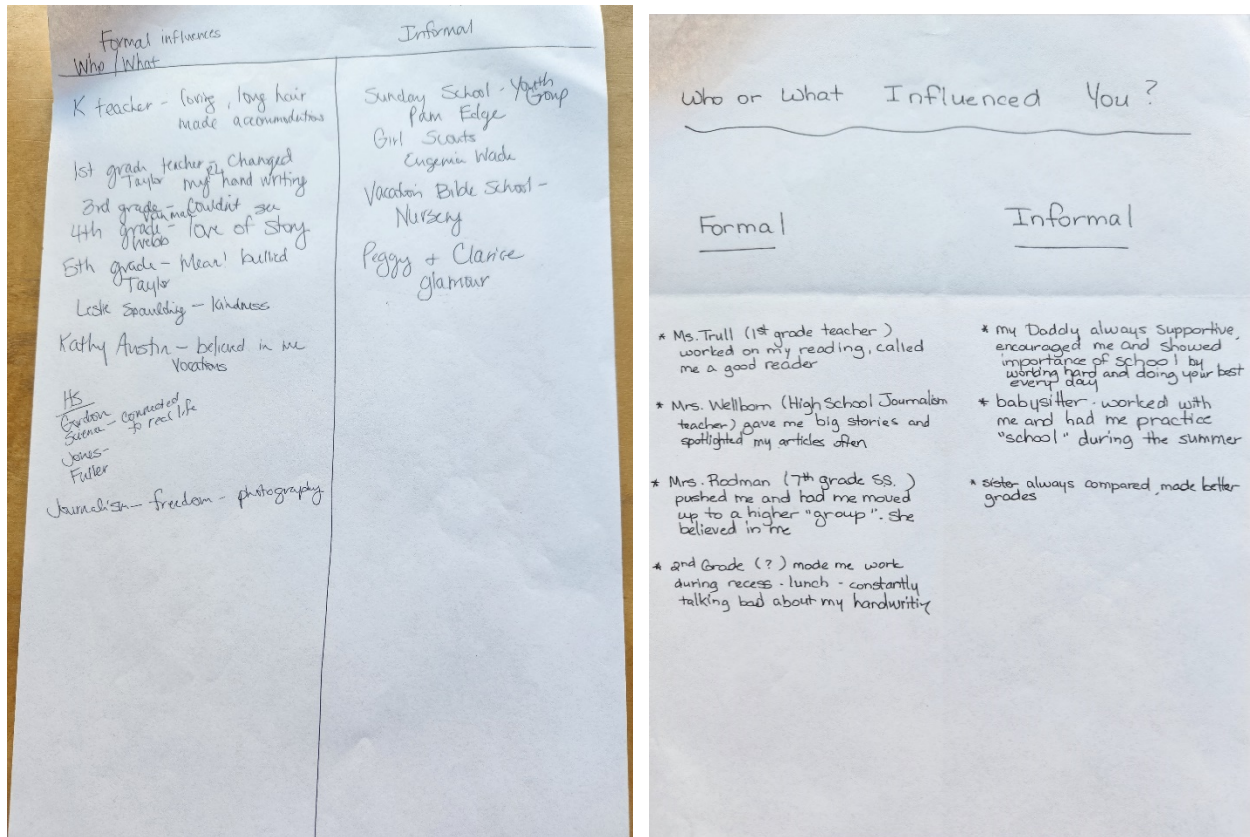 Formal influences
Who/What
K teacher - loving, long hair
made accommodations
1st grade teacher - changed
Taylor my hand writing
3rd grade - Couldn't see
4th grade - love of story
Webb
5th grade - Mean! bullied
Taylor
Leslie Spaulding - kindness
Kathy Austin - believed in me
Vocations
HS
Gordon
Science - connected
to real life
Jones-
Fuller
Journalism - freedom - photography
Informal
Sunday School - Youth
Group
Pam Edge
Girl Scouts
Eugenia Wade
Vacation Bible School -
Nursery
Peggy + Clarice
glamour
Who or What Influenced You?
Formal
* Ms. Trull (1st grade teacher)
worked on my reading, called
me a good reader
* Mrs. Wellborn (High School Journalism
teacher) gave me big stories and
spotlighted my articles often
* Mrs. Rodman (7th grade SS.)
pushed me and had me moved
up to a higher "group". she
believed in me
* 2nd Grade (?) made me work
during recess - lunch - constantly
talking bad about my handwriting
Informal
* my Daddy always supportive,
encouraged me and showed
importance of school by
working hard and doing your best
every day
* babysitter - worked with
me and had me practice
"school" during the summer
* sister always compared, made better
grades